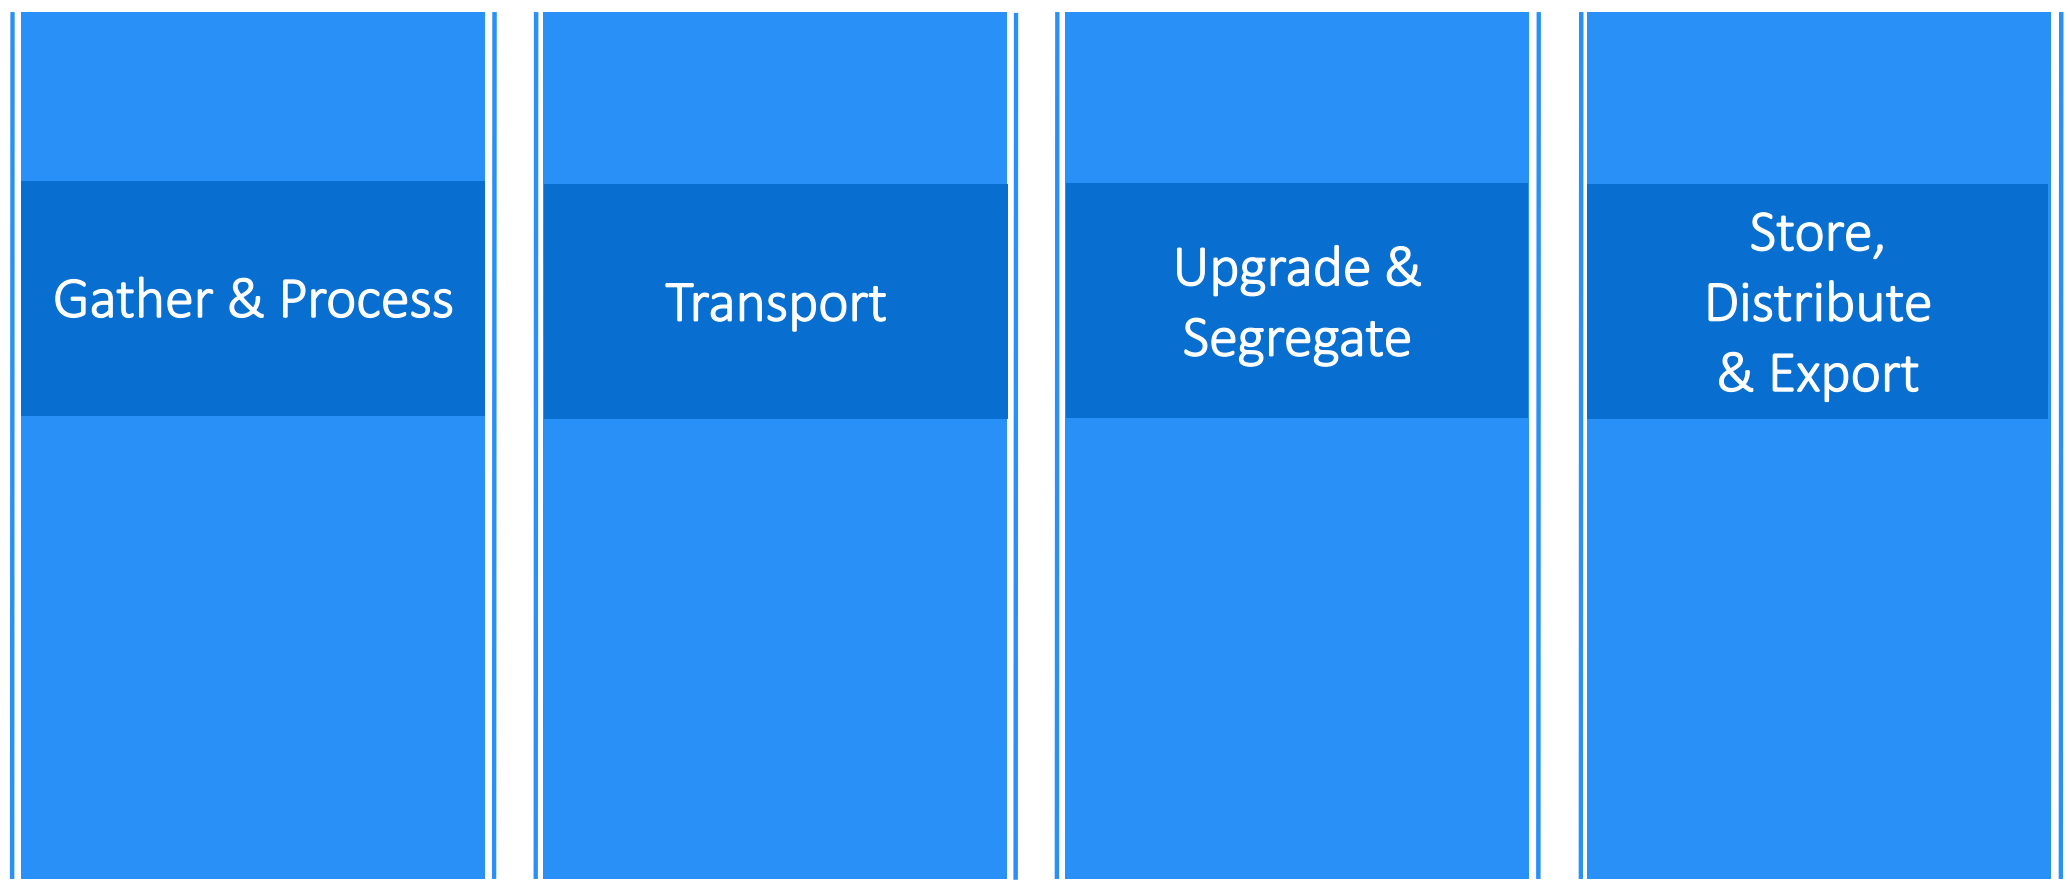 Gather & Process
Transport
Upgrade &
Segregate
Store,
Distribute
& Export